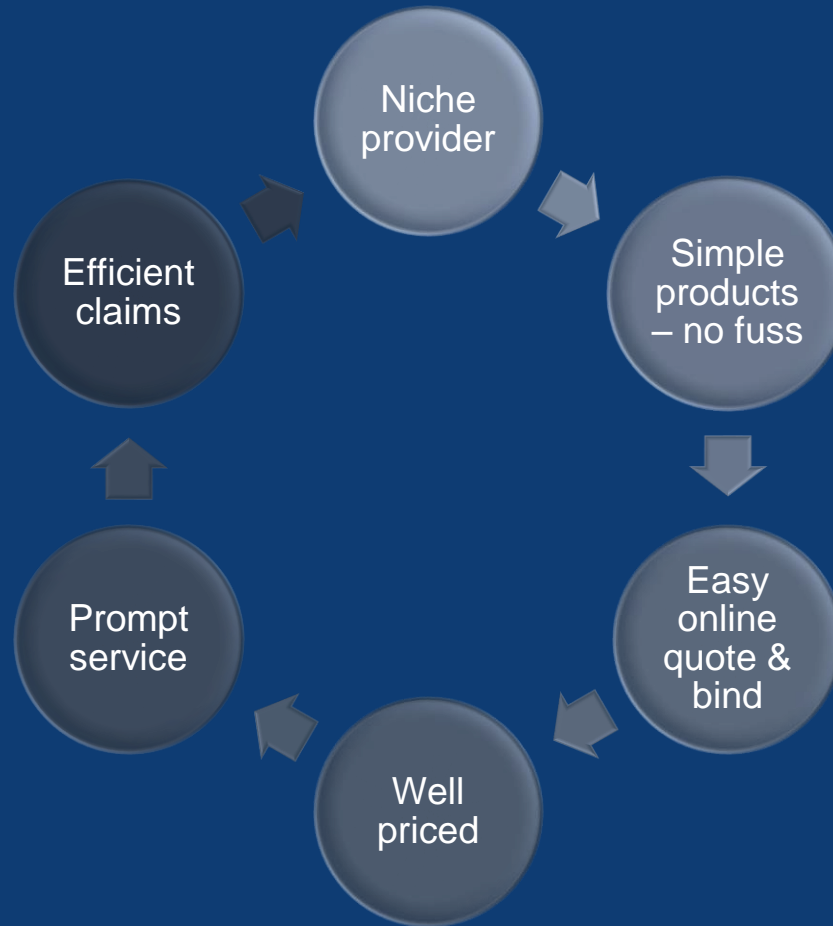 Niche
provider
Simple
products
– no fuss
Easy
online
quote &
bind
Well
priced
Prompt
service
Efficient
claims